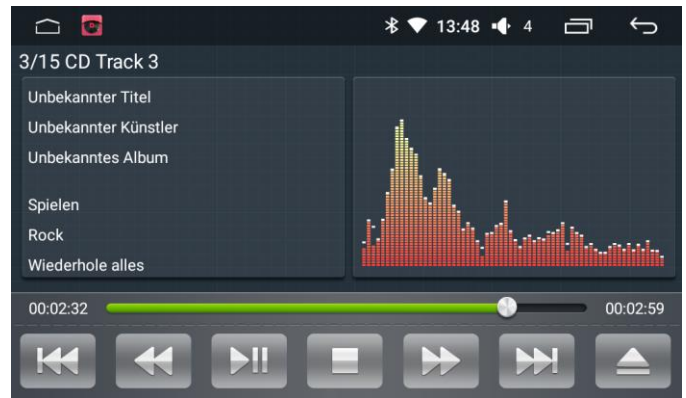 13:48 4
3/15 CD Track 3
Unbekannter Titel
Unbekannter Künstler
Unbekanntes Album
Spielen
Rock
Wiederhole alles
00:02:32 00:02:59